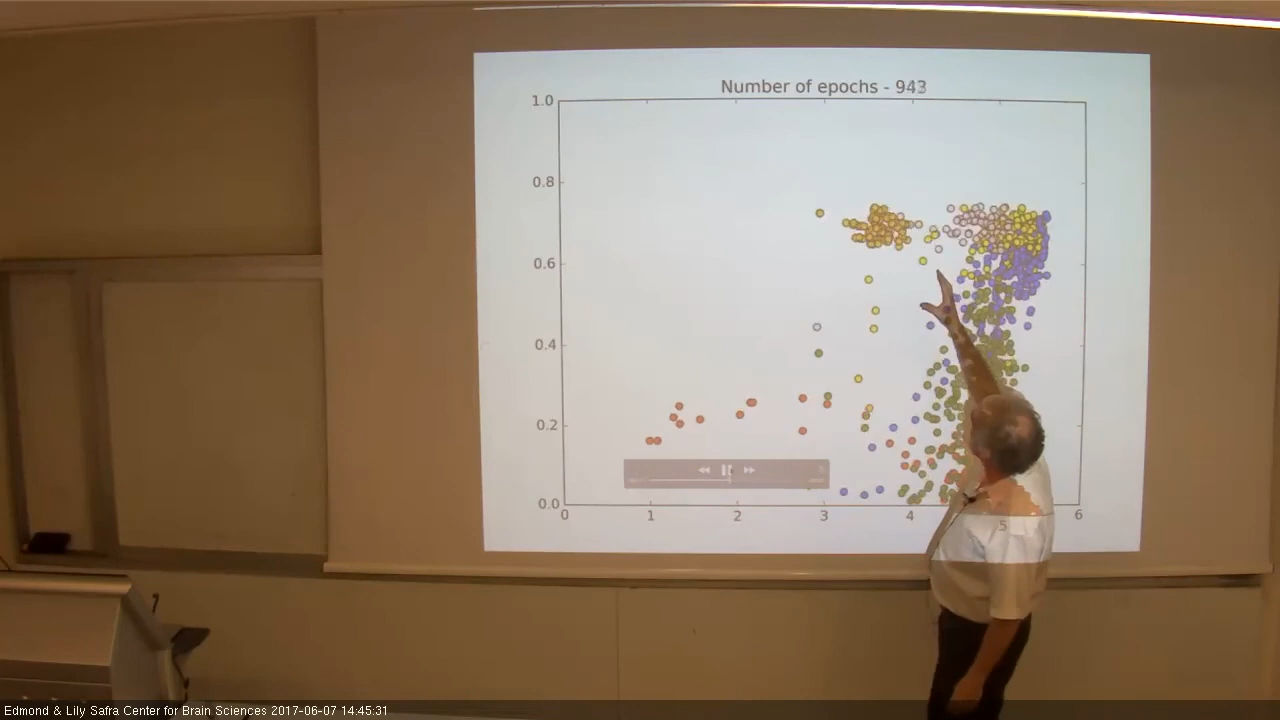 Number of epochs - 943
1.0
0.8
0.6
0.4
0.2
0.0
0 1 2 3 4 5 6
Edmond & Lily Safra Center for Brain Sciences 2017-06-07 14:45:31